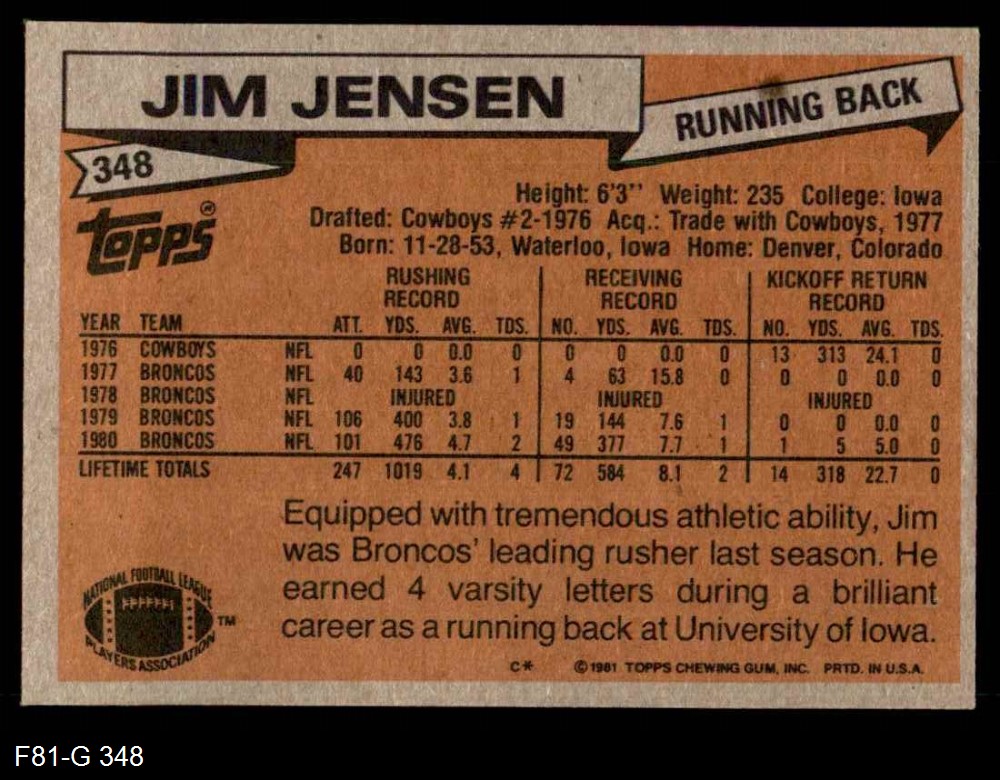 JIM JENSEN
RUNNING BACK
348
Topps®
Height: 6'3'' Weight: 235 College: Iowa
Drafted: Cowboys #2-1976 Acq.: Trade with Cowboys, 1977
Born: 11-28-53, Waterloo, Iowa Home: Denver, Colorado
RUSHING RECORD RECEIVING RECORD KICKOFF RETURN RECORD
YEAR TEAM ATT. YDS. AVG. TDS. NO. YDS. AVG. TDS. NO. YDS. AVG. TDS.
1976 COWBOYS NFL 0 0 0.0 0 0 0 0.0 0 13 313 24.1 0
1977 BRONCOS NFL 40 143 3.6 1 4 63 15.8 0 0 0 0.0 0
1978 BRONCOS NFL INJURED INJURED INJURED
1979 BRONCOS NFL 106 400 3.8 1 19 144 7.6 1 0 0 0.0 0
1980 BRONCOS NFL 101 476 4.7 2 49 377 7.7 1 1 5 5.0 0
LIFETIME TOTALS 247 1019 4.1 4 72 584 8.1 2 14 318 22.7 0
Equipped with tremendous athletic ability, Jim
was Broncos' leading rusher last season. He
earned 4 varsity letters during a brilliant
career as a running back at University of Iowa.
NATIONAL FOOTBALL LEAGUE
PLAYERS ASSOCIATION
TM
C* ©1981 TOPPS CHEWING GUM, INC. PRTD. IN U.S.A.
F81-G 348